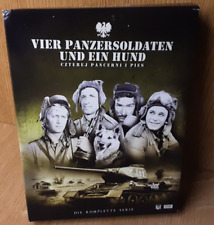 VIER PANZERSOLDATEN
UND EIN HUND
CZTEREJ PANCERNI I PIES
DIE KOMPLETTE SERIE